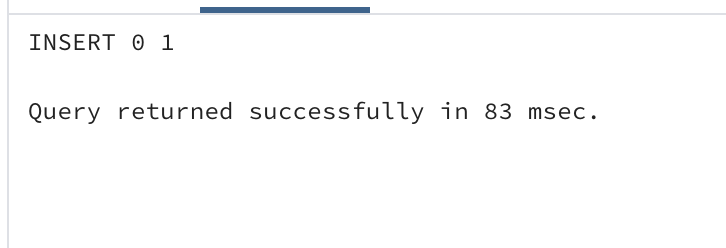 INSERT 0 1
Query returned successfully in 83 msec.